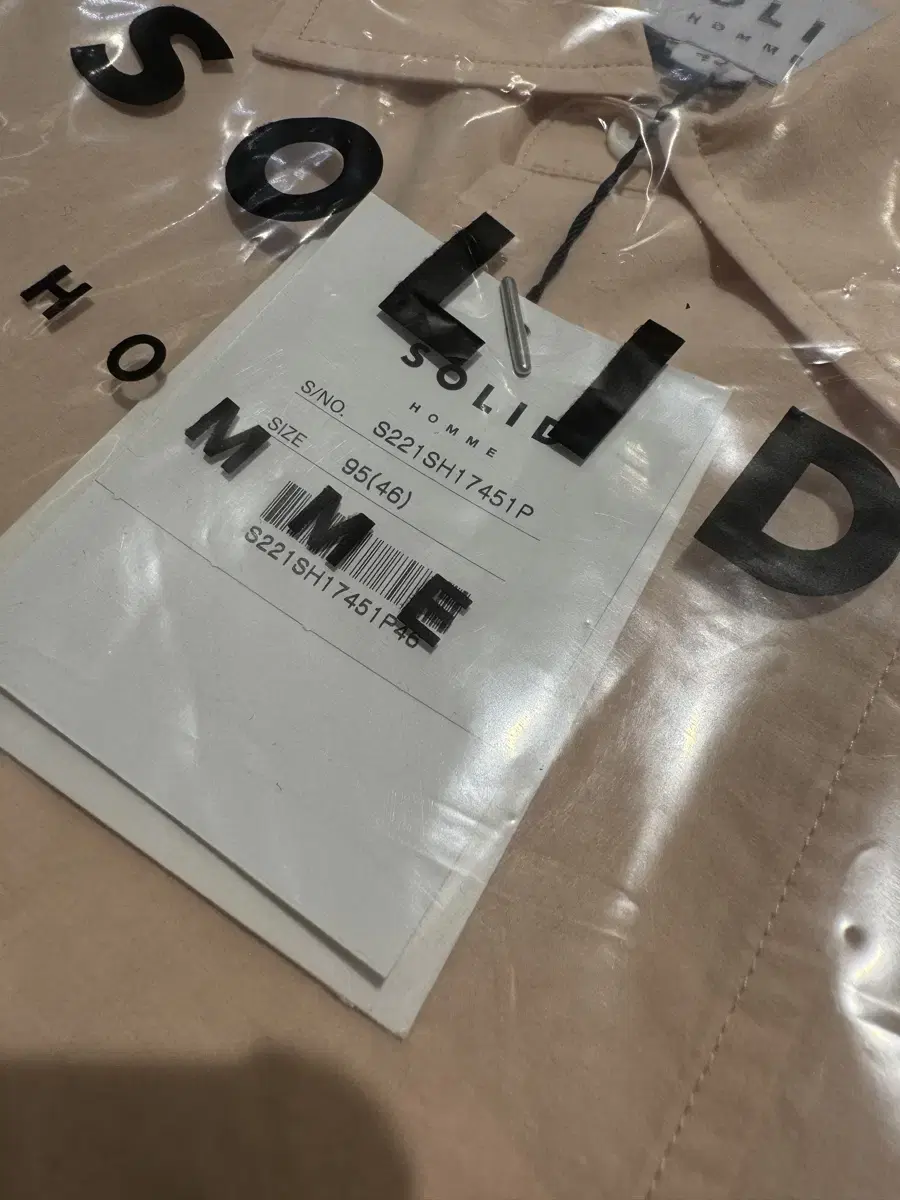 SOLI
HOMME
SOLID
HOMME
SOLID
HOMME
S/NO. S221SH17451P
SIZE 95(46)
S221SH17451P46